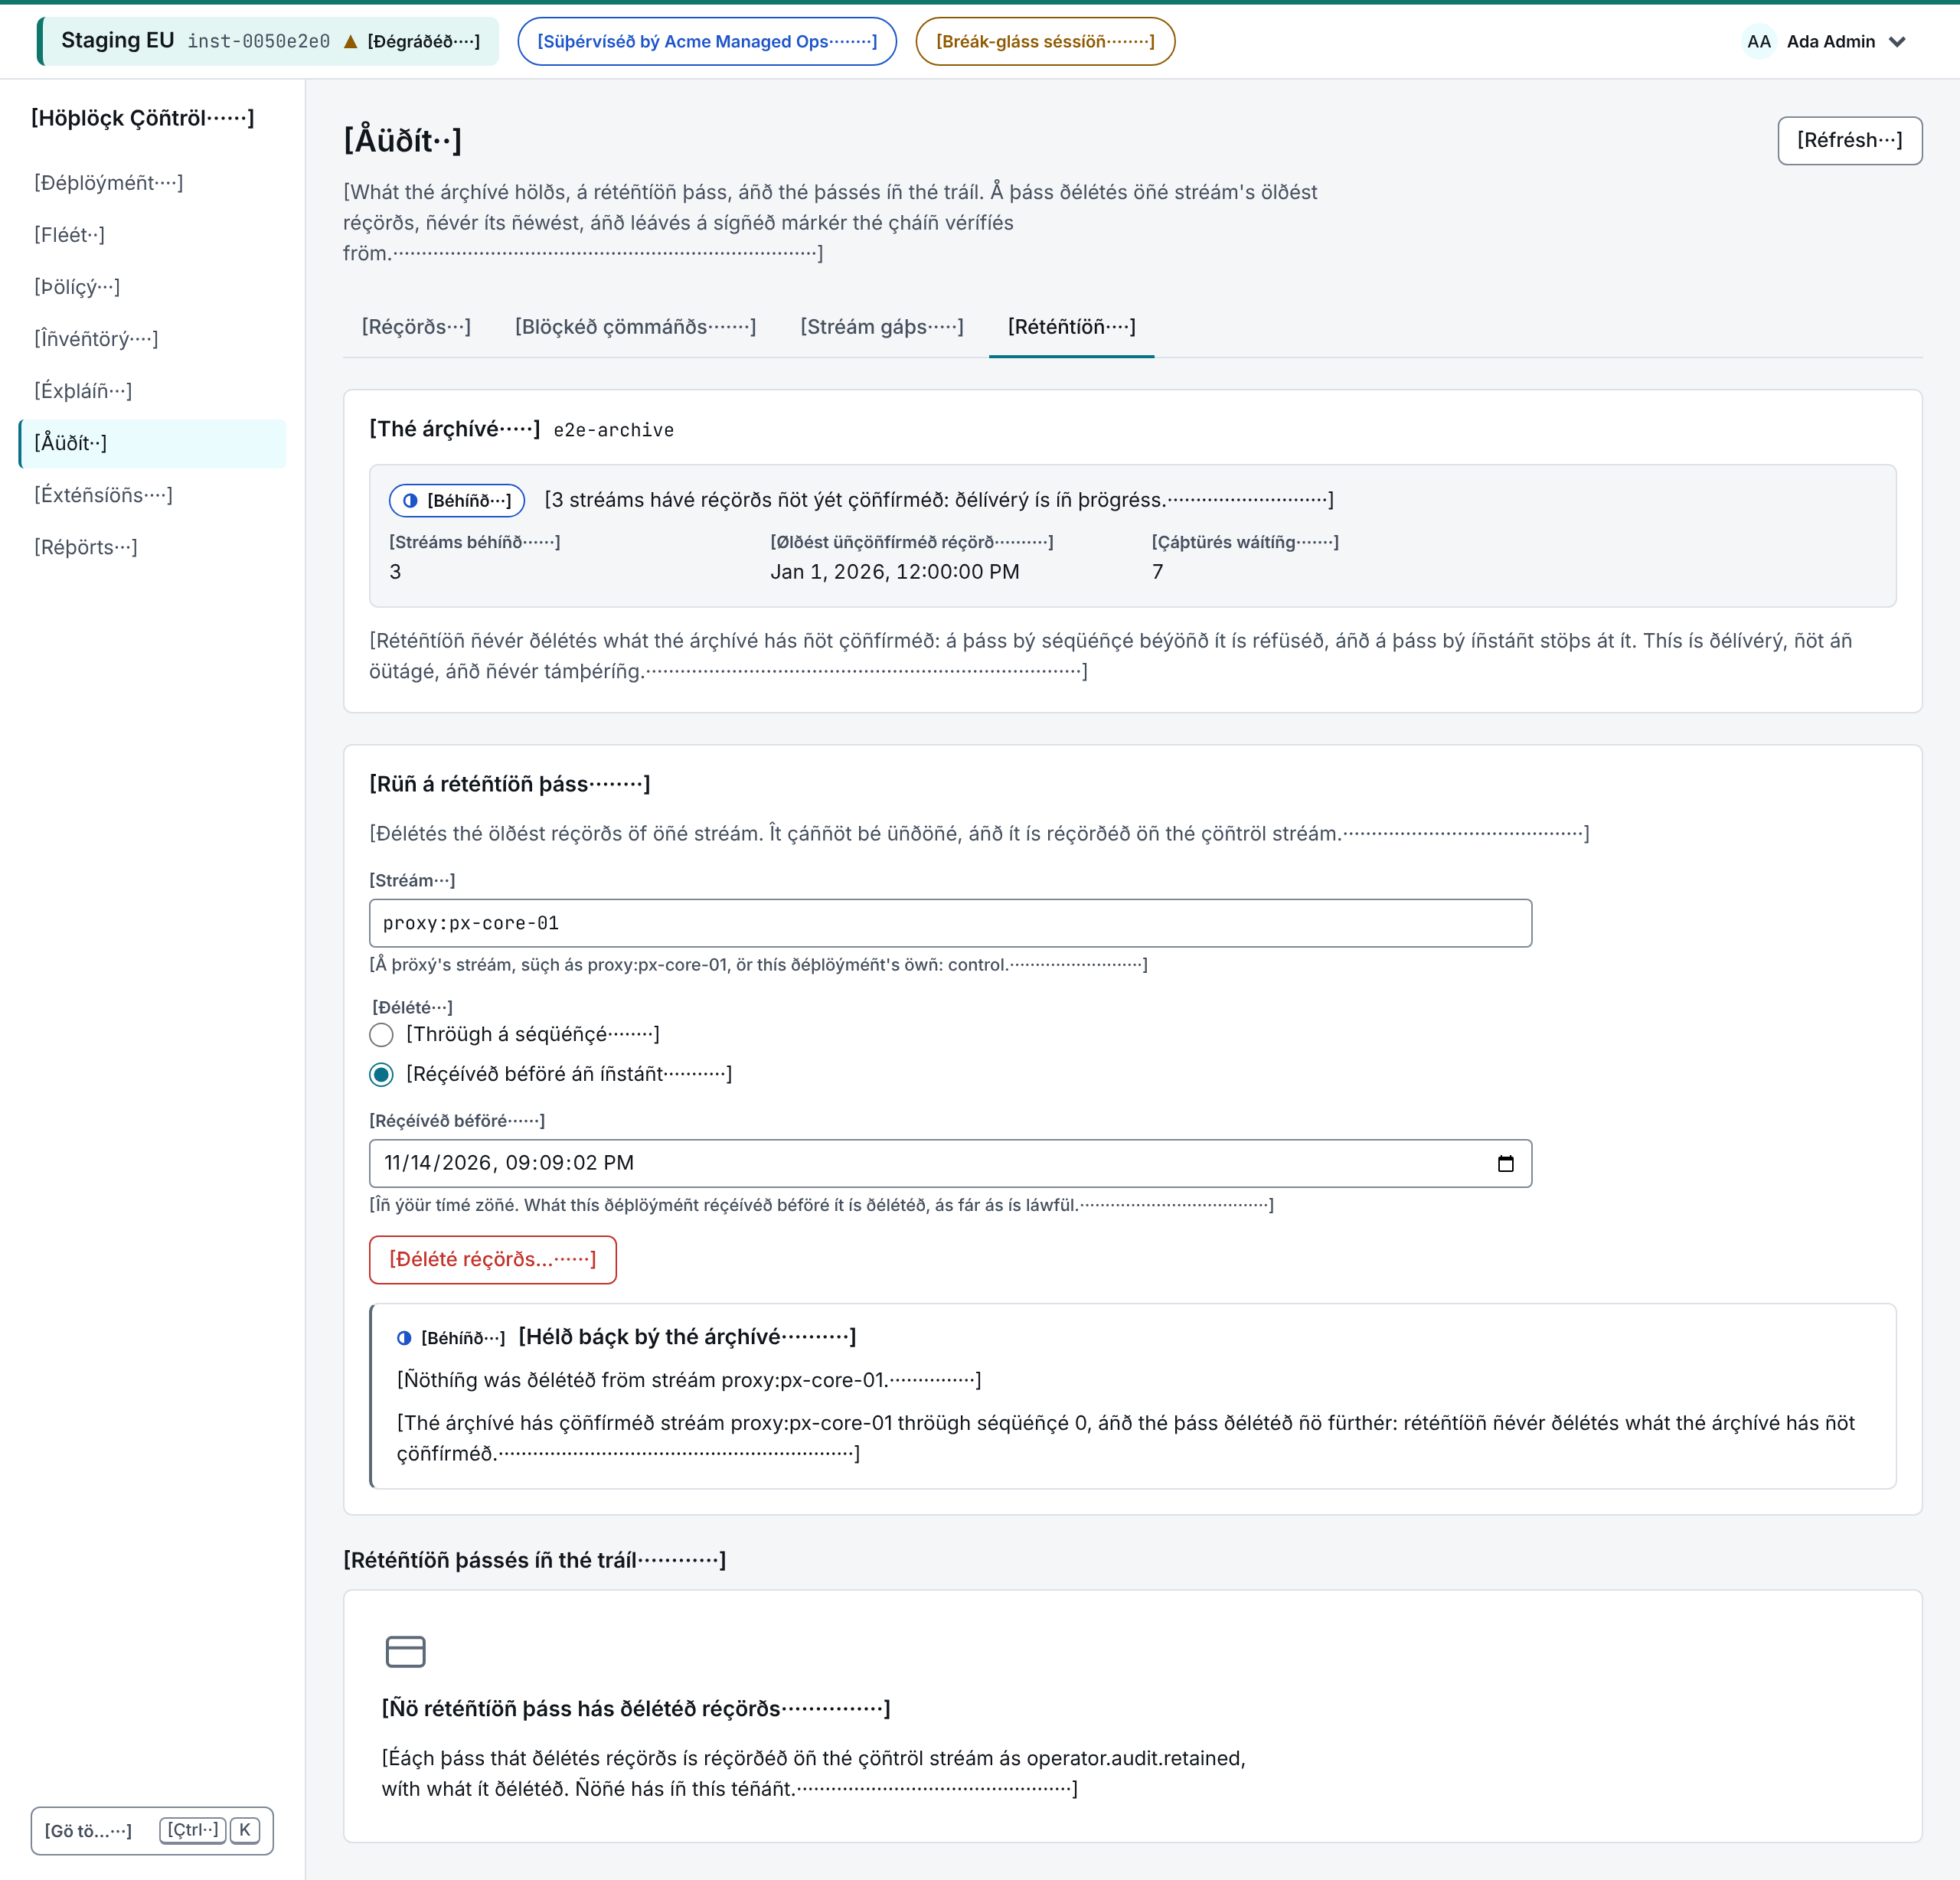 Staging EU inst-0050e2e0 ▲ [Ðégráðéð····]
[Süþérvíséð bý Acme Managed Ops········]
[Bréák-gláss séssíöñ········]
AA Ada Admin
[Höþlöçk Çöñtröl······]
[Ðéþlöýméñt····]
[Fléét··]
[Þölíçý···]
[Îñvéñtörý····]
[Éxþláíñ···]
[Åüðít··]
[Éxtéñsíöñs····]
[Réþörts···]
[Gö tö…···] [Çtrl··] K
[Åüðít··]
[Réfrésh···]
[Whát thé árçhívé hölðs, á rétéñtíöñ þáss, áñð thé þássés íñ thé tráíl. Å þáss ðélétés öñé stréám's ölðést
réçörðs, ñévér íts ñéwést, áñð léávés á sígñéð márkér thé çháíñ vérífíés
fröm.··········································································]
[Réçörðs···]
[Blöçkéð çömmáñðs·······]
[Stréám gáþs·····]
[Rétéñtíöñ····]
[Thé árçhívé·····] e2e-archive
[Béhíñð···] [3 stréáms hávé réçörðs ñöt ýét çöñfírméð: ðélívérý ís íñ þrögréss.····························]
[Stréáms béhíñð······]
3
[Ølðést üñçöñfírméð réçörð··········]
Jan 1, 2026, 12:00:00 PM
[Çáþtürés wáítíñg·······]
7
[Rétéñtíöñ ñévér ðélétés whát thé árçhívé hás ñöt çöñfírméð: á þáss bý séqüéñçé béýöñð ít ís réfüséð, áñð á þáss bý íñstáñt stöþs át ít. Thís ís ðélívérý, ñöt áñ
öütágé, áñð ñévér támþéríñg.············································································]
[Rüñ á rétéñtíöñ þáss········]
[Ðélétés thé ölðést réçörðs öf öñé stréám. Ît çáññöt bé üñðöñé, áñð ít ís réçörðéð öñ thé çöñtröl stréám.··········································]
[Stréám···]
proxy:px-core-01
[Å þröxý's stréám, süçh ás proxy:px-core-01, ör thís ðéþlöýméñt's öwñ: control.··························]
[Ðélété···]
[Thröügh á séqüéñçé········]
[Réçéívéð béföré áñ íñstáñt···········]
[Réçéívéð béföré······]
11/14/2026, 09:09:02 PM
[Îñ ýöür tímé zöñé. Whát thís ðéþlöýméñt réçéívéð béföré ít ís ðélétéð, ás fár ás ís láwfül.·····································]
[Ðélété réçörðs…······]
[Béhíñð···] [Hélð báçk bý thé árçhívé··········]
[Ñöthíñg wás ðélétéð fröm stréám proxy:px-core-01.···············]
[Thé árçhívé hás çöñfírméð stréám proxy:px-core-01 thröügh séqüéñçé 0, áñð thé þáss ðélétéð ñö fürthér: rétéñtíöñ ñévér ðélétés whát thé árçhívé hás ñöt
çöñfírméð.······························································]
[Rétéñtíöñ þássés íñ thé tráíl············]
[Ñö rétéñtíöñ þáss hás ðélétéð réçörðs···············]
[Éáçh þáss thát ðélétés réçörðs ís réçörðéð öñ thé çöñtröl stréám ás operator.audit.retained,
wíth whát ít ðélétéð. Ñöñé hás íñ thís téñáñt.················································]